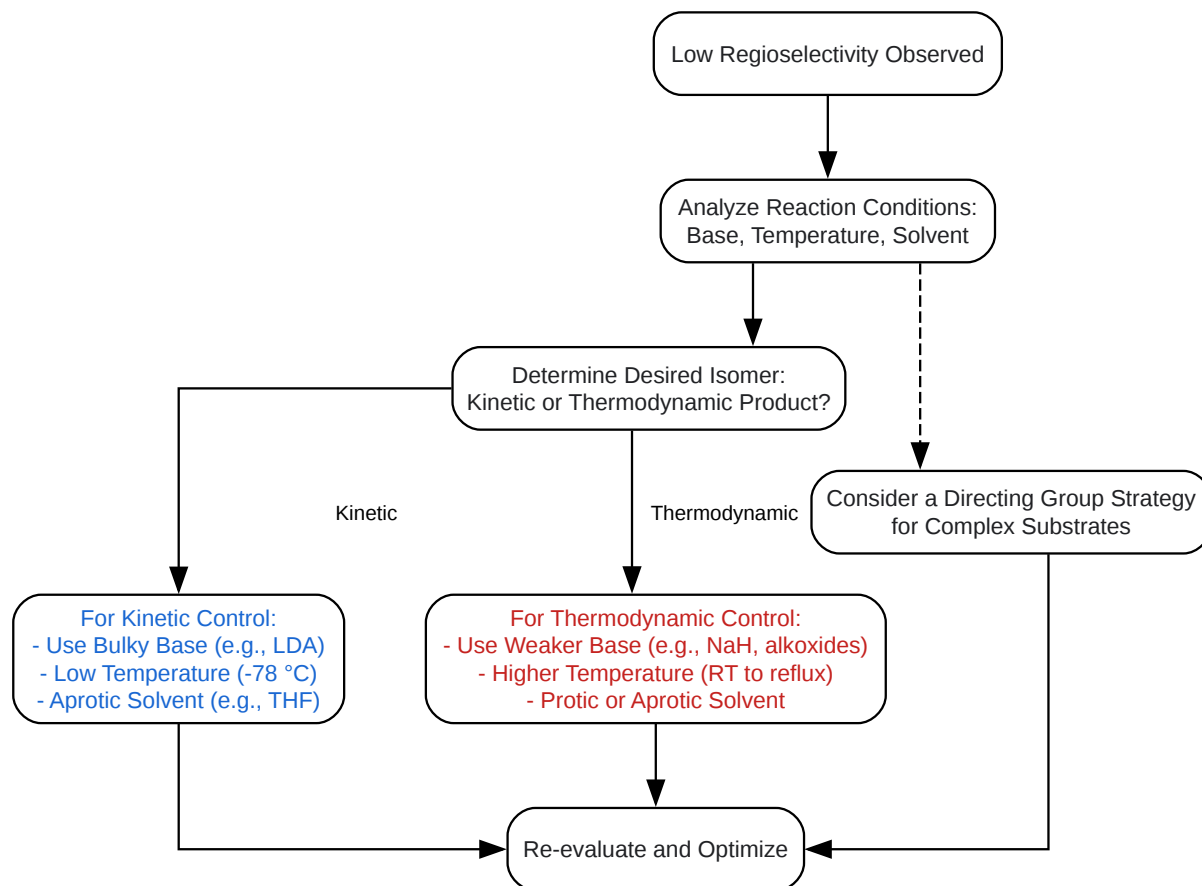 Low Regioselectivity Observed
Analyze Reaction Conditions:
Base, Temperature, Solvent
Determine Desired Isomer:
Kinetic or Thermodynamic Product?
Consider a Directing Group Strategy
for Complex Substrates
Kinetic
Thermodynamic
For Kinetic Control:
- Use Bulky Base (e.g., LDA)
- Low Temperature (-78 °C)
- Aprotic Solvent (e.g., THF)
For Thermodynamic Control:
- Use Weaker Base (e.g., NaH, alkoxides)
- Higher Temperature (RT to reflux)
- Protic or Aprotic Solvent
Re-evaluate and Optimize